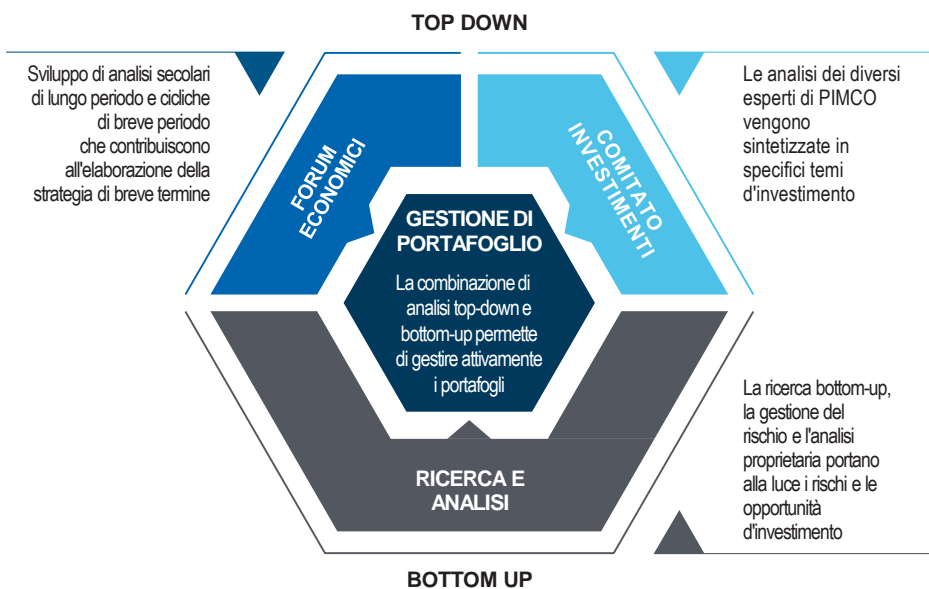 TOP DOWN
Sviluppo di analisi secolari
di lungo periodo e cicliche
di breve periodo
che contribuiscono
all'elaborazione della
strategia di breve termine
FORUM
ECONOMICI
COMITATO
INVESTIMENTI
Le analisi dei diversi
esperti di PIMCO
vengono
sintetizzate in
specifici temi
d'investimento
GESTIONE DI
PORTAFOGLIO
La combinazione di
analisi top-down e
bottom-up permette
di gestire attivamente
i portafogli
La ricerca bottom-up,
la gestione del
rischio e l'analisi
proprietaria portano
alla luce i rischi e le
opportunità
d'investimento
RICERCA E
ANALISI
BOTTOM UP